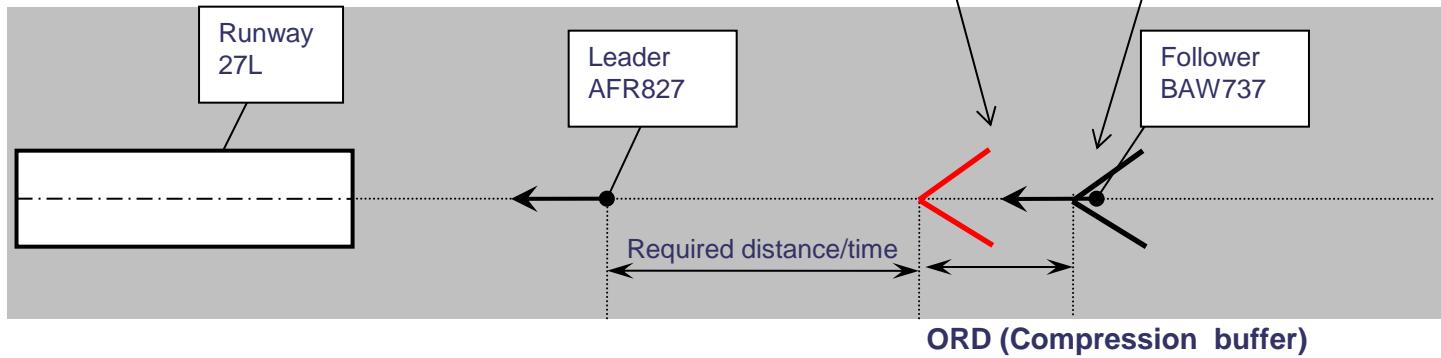 Runway
27L
Leader
AFR827
Follower
BAW737
Required distance/time
ORD (Compression buffer)